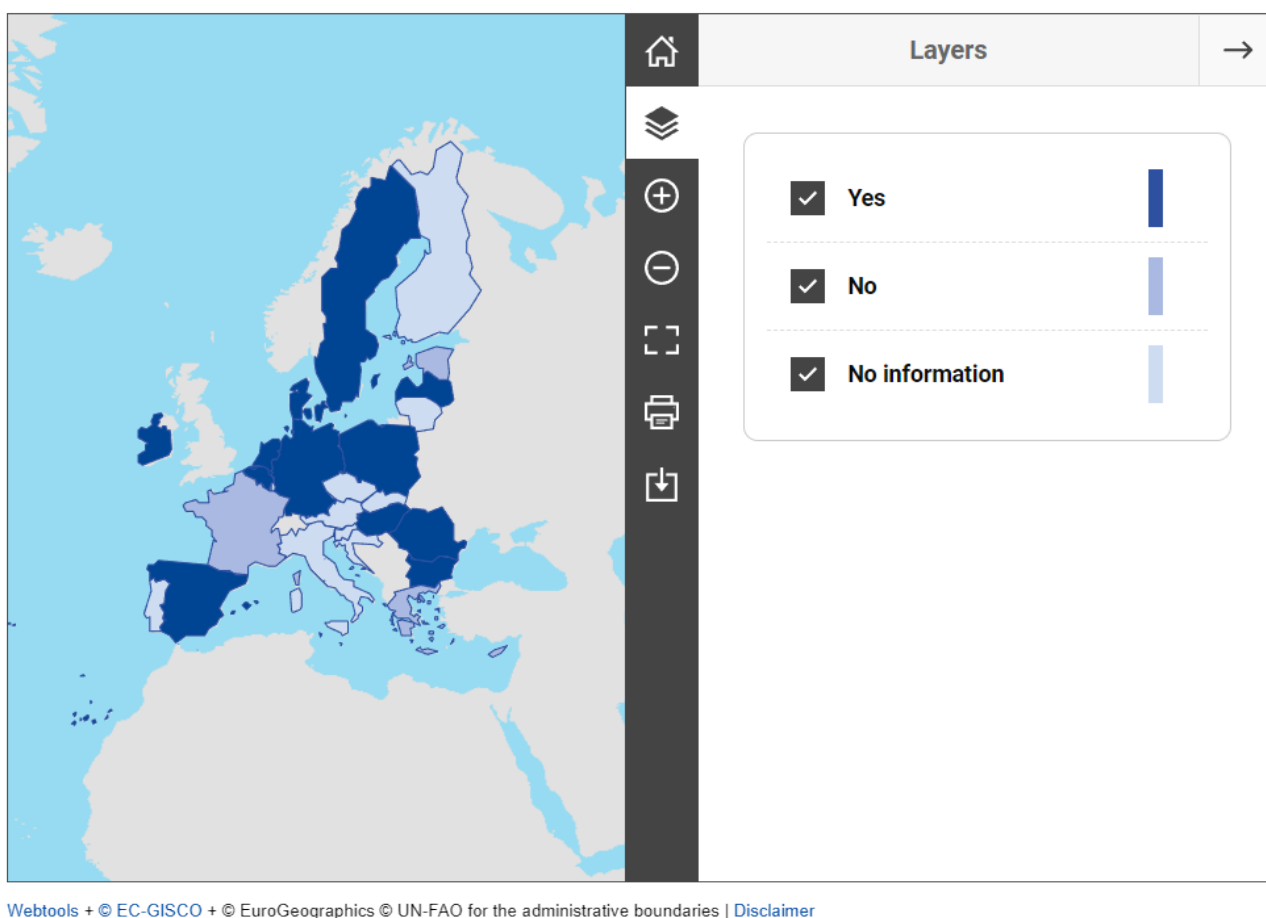 Layers
Yes
No
No information
Webtools + © EC-GISCO + © EuroGeographics © UN-FAO for the administrative boundaries | Disclaimer